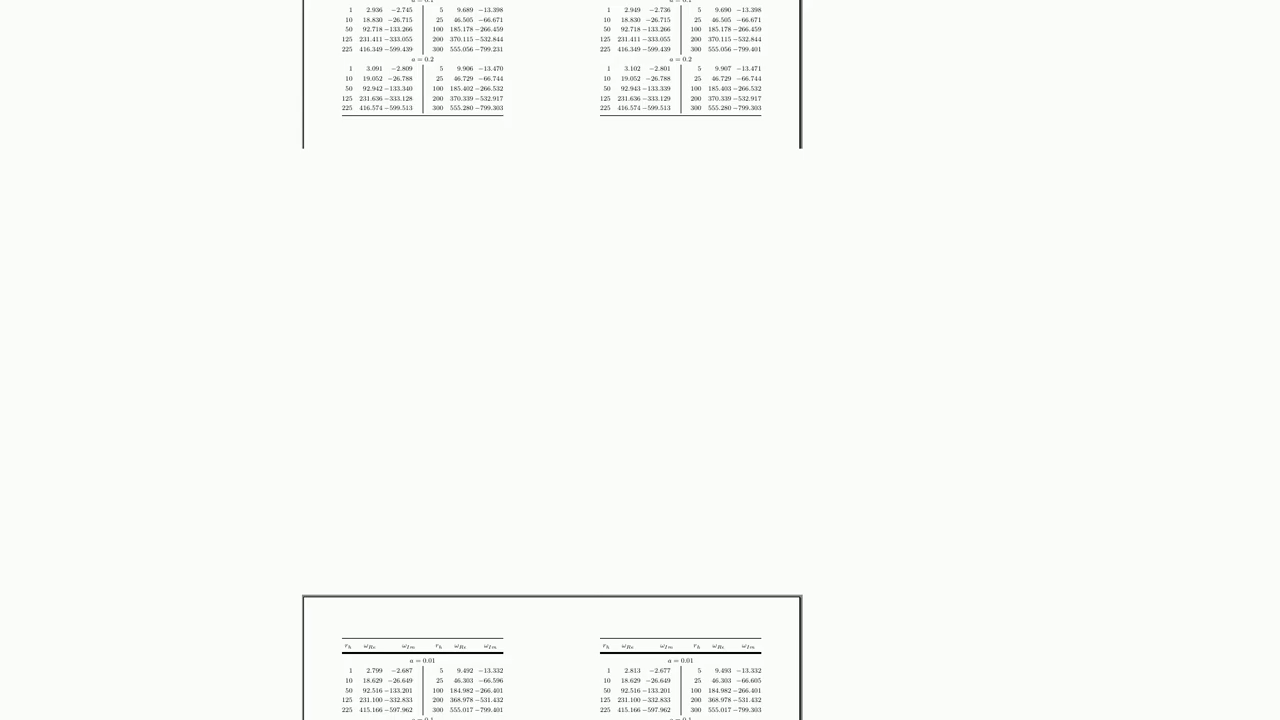 1 2.936 −2.745 5 9.689 −13.398 1 2.949 −2.736 5 9.690 −13.398
10 18.830 −26.715 25 46.505 −66.671 10 18.830 −26.715 25 46.505 −66.671
50 92.718 −133.266 100 185.178 −266.459 50 92.718 −133.266 100 185.178 −266.459
125 231.411 −333.055 200 370.115 −532.844 125 231.411 −333.055 200 370.115 −532.844
225 416.349 −599.439 300 555.056 −799.231 225 416.349 −599.439 300 555.056 −799.401
a = 0.2 a = 0.2
1 3.091 −2.809 5 9.906 −13.470 1 3.102 −2.801 5 9.907 −13.471
10 19.052 −26.788 25 46.729 −66.744 10 19.052 −26.788 25 46.729 −66.744
50 92.942 −133.340 100 185.402 −266.532 50 92.943 −133.339 100 185.403 −266.532
125 231.636 −333.128 200 370.339 −532.917 125 231.636 −333.129 200 370.339 −532.917
225 416.574 −599.513 300 555.280 −799.303 225 416.574 −599.513 300 555.280 −799.303
r_h ω_Re ω_Im r_h ω_Re ω_Im r_h ω_Re ω_Im r_h ω_Re ω_Im
a = 0.01 a = 0.01
1 2.799 −2.687 5 9.492 −13.332 1 2.813 −2.677 5 9.493 −13.332
10 18.629 −26.649 25 46.303 −66.596 10 18.629 −26.649 25 46.303 −66.605
50 92.516 −133.201 100 184.982 −266.401 50 92.516 −133.201 100 184.982 −266.401
125 231.100 −332.833 200 368.978 −531.432 125 231.100 −332.833 200 368.978 −531.432
225 415.166 −597.962 300 555.017 −799.401 225 415.166 −597.962 300 555.017 −799.303